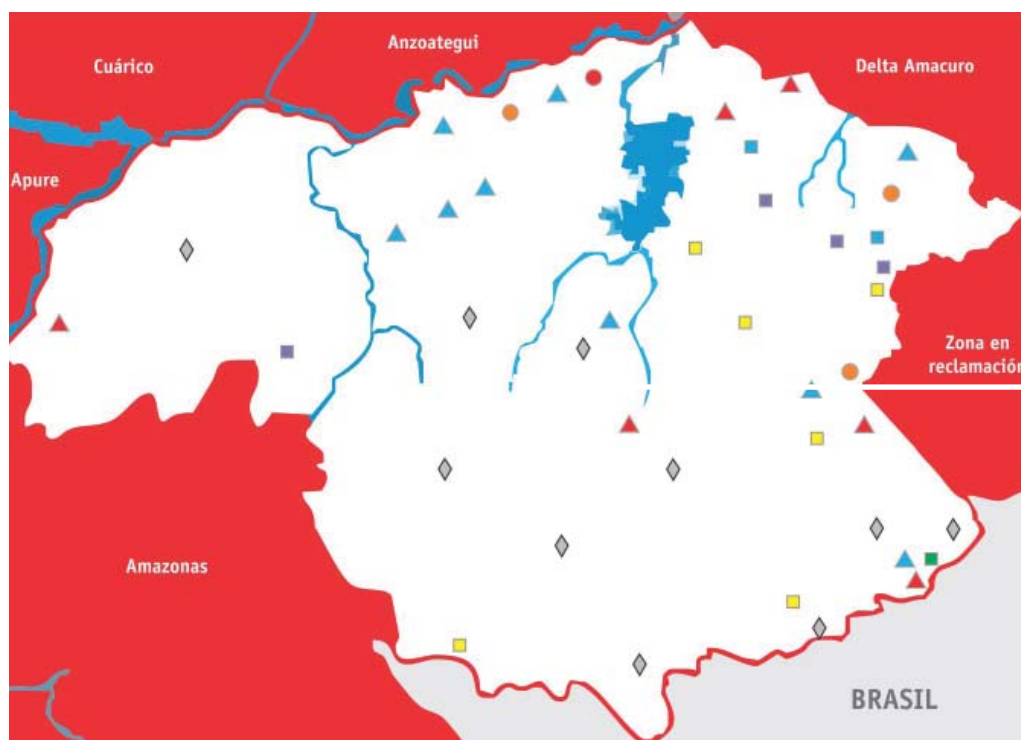 Anzoategui
Cuárico
Delta Amacuro
Apure
Zona en
reclamación
Amazonas
BRASIL